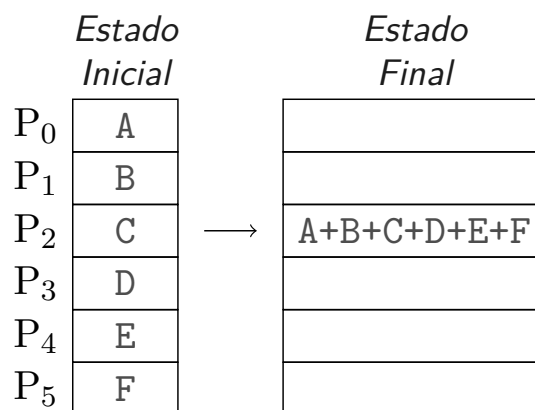 Estado Estado
Inicial Final
P0 A
P1 B
P2 C → A+B+C+D+E+F
P3 D
P4 E
P5 F